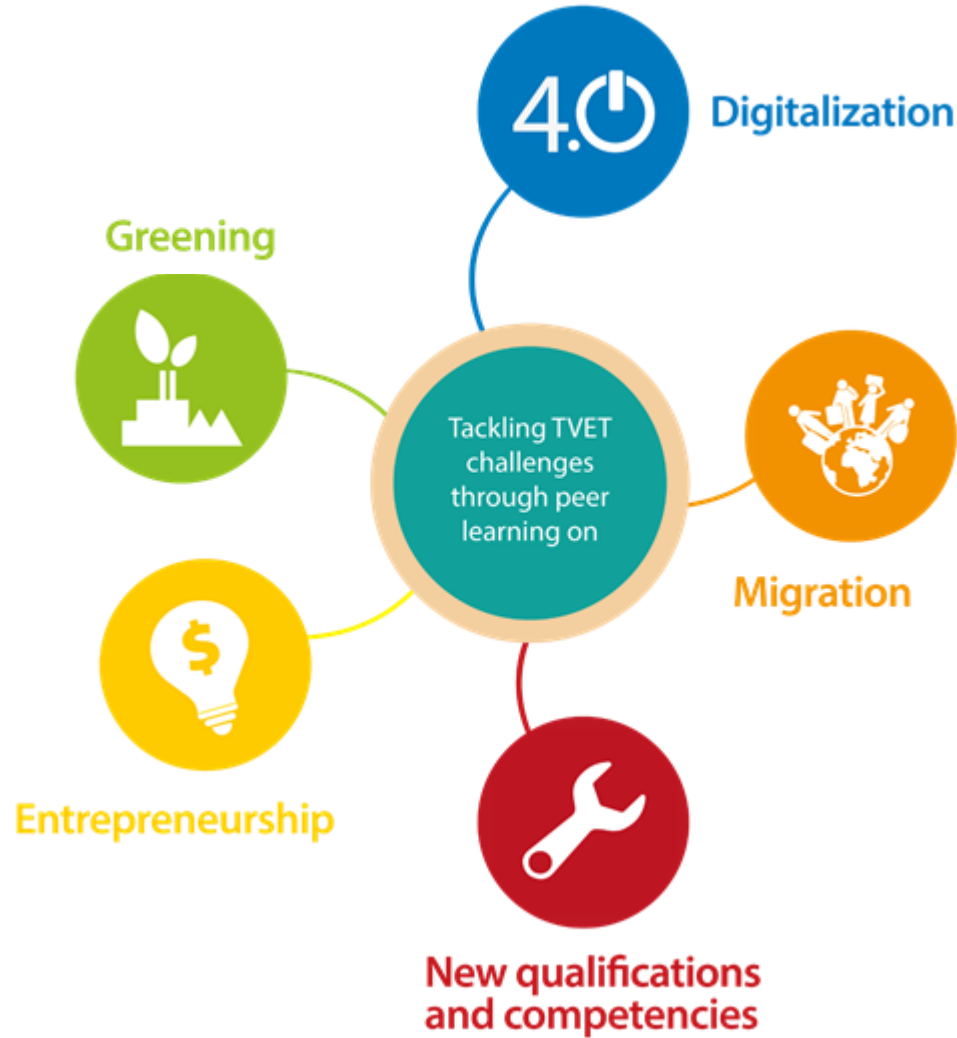 4.0
Digitalization
Greening
Tackling TVET
challenges
through peer
learning on
Migration
$
Entrepreneurship
New qualifications
and competencies